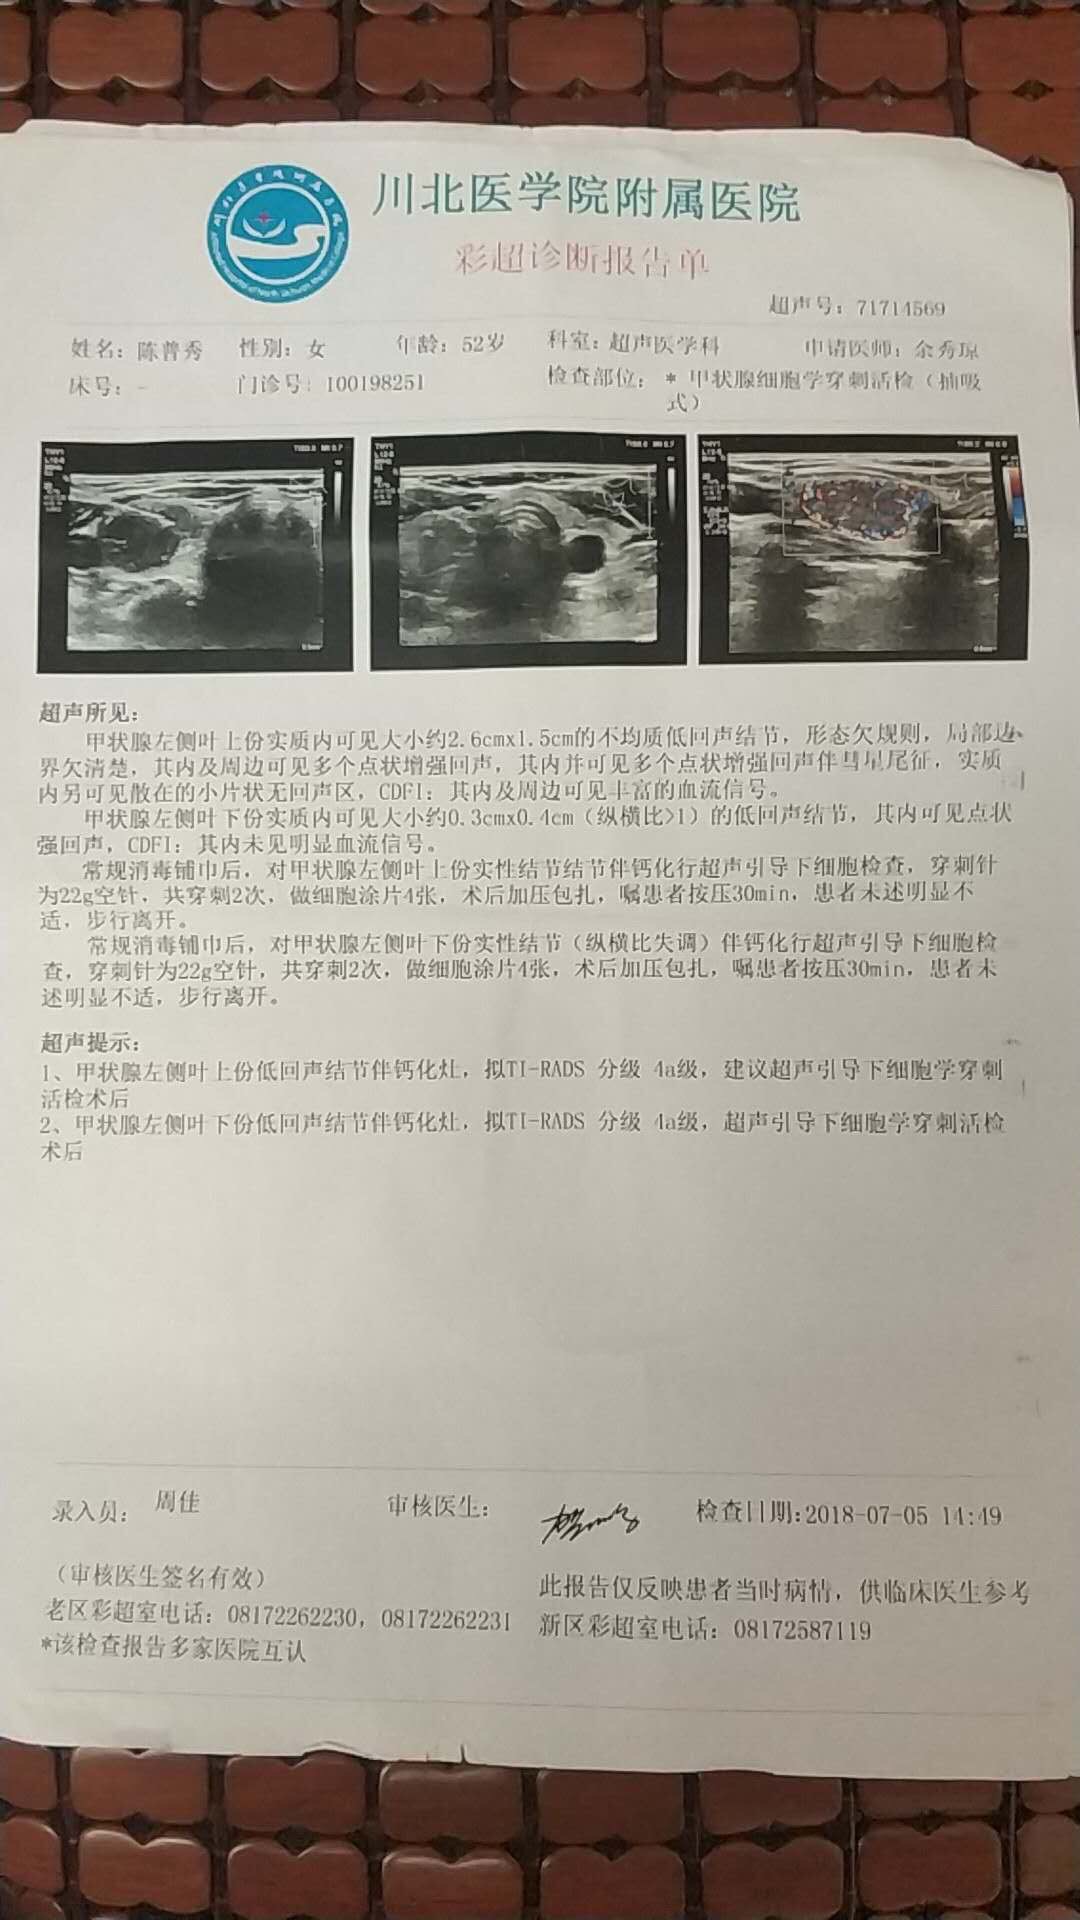 川北医学院附属医院
彩超诊断报告单
超声号：71714569
姓名：陈普秀 性别：女 年龄：52岁 科室：超声医学科 申请医师：余秀琼
床号：- 门诊号：100198251 检查部位：* 甲状腺细胞学穿刺活检（抽吸
式）
超声所见：
甲状腺左侧叶上份实质内可见大小约2.6cmx1.5cm的不均质低回声结节，形态欠规则，局部边
界欠清楚，其内及周边可见多个点状增强回声，其内并可见多个点状增强回声伴彗星尾征，实质
内另可见散在的小片状无回声区，CDFI：其内及周边可见丰富的血流信号。
甲状腺左侧叶下份实质内可见大小约0.3cmx0.4cm（纵横比>1）的低回声结节，其内可见点状
强回声，CDFI：其内未见明显血流信号。
常规消毒铺巾后，对甲状腺左侧叶上份实性结节结节伴钙化行超声引导下细胞检查，穿刺针
为22g空针，共穿刺2次，做细胞涂片4张，术后加压包扎，嘱患者按压30min，患者未述明显不
适，步行离开。
常规消毒铺巾后，对甲状腺左侧叶下份实性结节（纵横比失调）伴钙化行超声引导下细胞检
查，穿刺针为22g空针，共穿刺2次，做细胞涂片4张，术后加压包扎，嘱患者按压30min，患者未
述明显不适，步行离开。
超声提示：
1、甲状腺左侧叶上份低回声结节伴钙化灶，拟TI-RADS 分级 4a级，建议超声引导下细胞学穿刺
活检术后
2、甲状腺左侧叶下份低回声结节伴钙化灶，拟TI-RADS 分级 4a级，超声引导下细胞学穿刺活检
术后
录入员： 周佳 审核医生： 检查日期:2018-07-05 14:49
（审核医生签名有效） 此报告仅反映患者当时病情，供临床医生参考
老区彩超室电话：08172262230，08172262231 新区彩超室电话：08172587119
*该检查报告多家医院互认